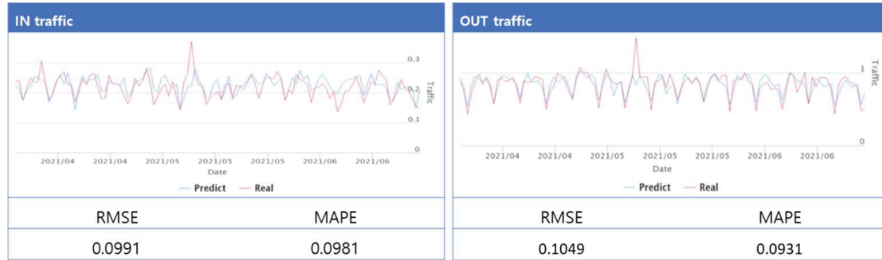 IN traffic
0.3
0.2
0.1
0
Traffic
2021/04 2021/04 2021/05 2021/05 2021/05 2021/06 2021/06
Date
Predict Real
RMSE MAPE
0.0991 0.0981
OUT traffic
1
0
Traffic
2021/04 2021/04 2021/05 2021/05 2021/05 2021/06 2021/06
Date
Predict Real
RMSE MAPE
0.1049 0.0931